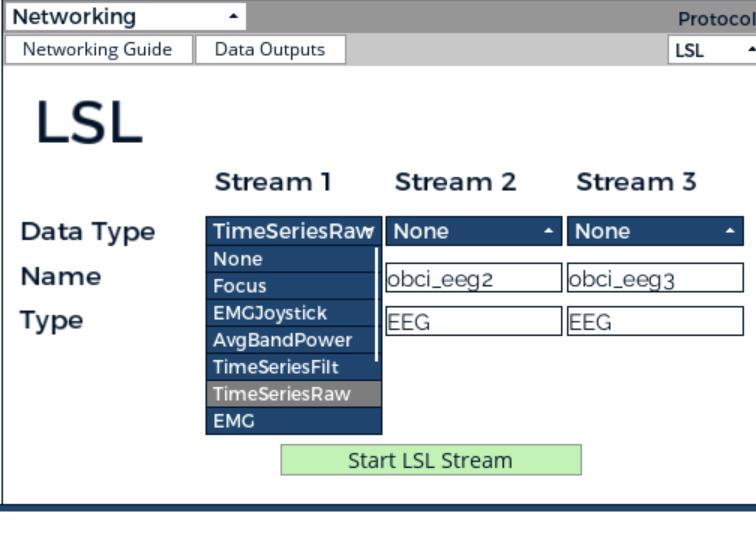 Networking
Protocol
Networking Guide
Data Outputs
LSL
LSL
Stream 1
Stream 2
Stream 3
Data Type
TimeSeriesRaw
None
None
None
Name
Focus
obci_eeg2
obci_eeg3
Type
EMGJoystick
EEG
EEG
AvgBandPower
TimeSeriesFilt
TimeSeriesRaw
EMG
Start LSL Stream